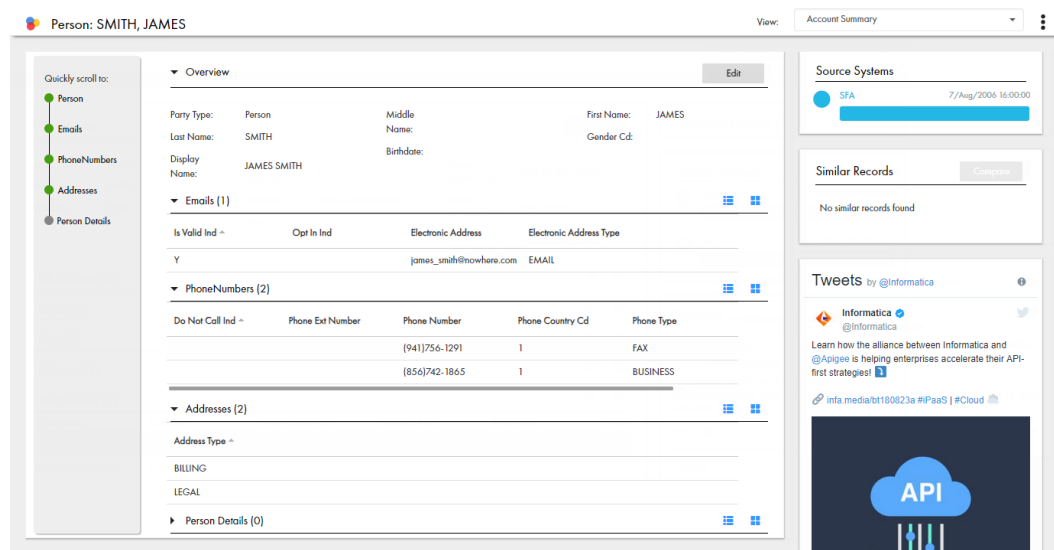 Person: SMITH, JAMES
View:
Account Summary
Quickly scroll to:
Person
Emails
PhoneNumbers
Addresses
Person Details
Overview
Edit
Party Type: Person Middle Name: First Name: JAMES
Last Name: SMITH Gender Cd:
Birthdate:
Display Name: JAMES SMITH
Emails (1)
Is Valid Ind Opt In Ind Electronic Address Electronic Address Type
Y james_smith@nowhere.com EMAIL
PhoneNumbers (2)
Do Not Call Ind Phone Ext Number Phone Number Phone Country Cd Phone Type
(941)756-1291 1 FAX
(856)742-1865 1 BUSINESS
Addresses (2)
Address Type
BILLING
LEGAL
Person Details (0)
Source Systems
SFA 7/Aug/2006 16:00:00
Similar Records
Compare
No similar records found
Tweets by @Informatica
Informatica
@Informatica
Learn how the alliance between Informatica and
@Apigee is helping enterprises accelerate their API-
first strategies!
infa.media/bt180823a #iPaaS | #Cloud
API